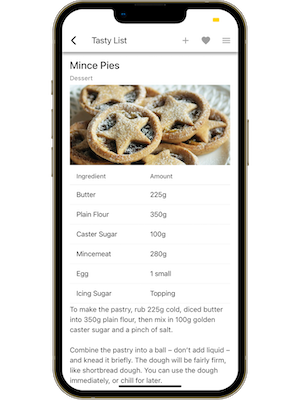 Tasty List
Mince Pies
Dessert
Ingredient Amount
Butter 225g
Plain Flour 350g
Caster Sugar 100g
Mincemeat 280g
Egg 1 small
Icing Sugar Topping
To make the pastry, rub 225g cold, diced butter
into 350g plain flour, then mix in 100g golden
caster sugar and a pinch of salt.
Combine the pastry into a ball – don't add liquid –
and knead it briefly. The dough will be fairly firm,
like shortbread dough. You can use the dough
immediately, or chill for later.